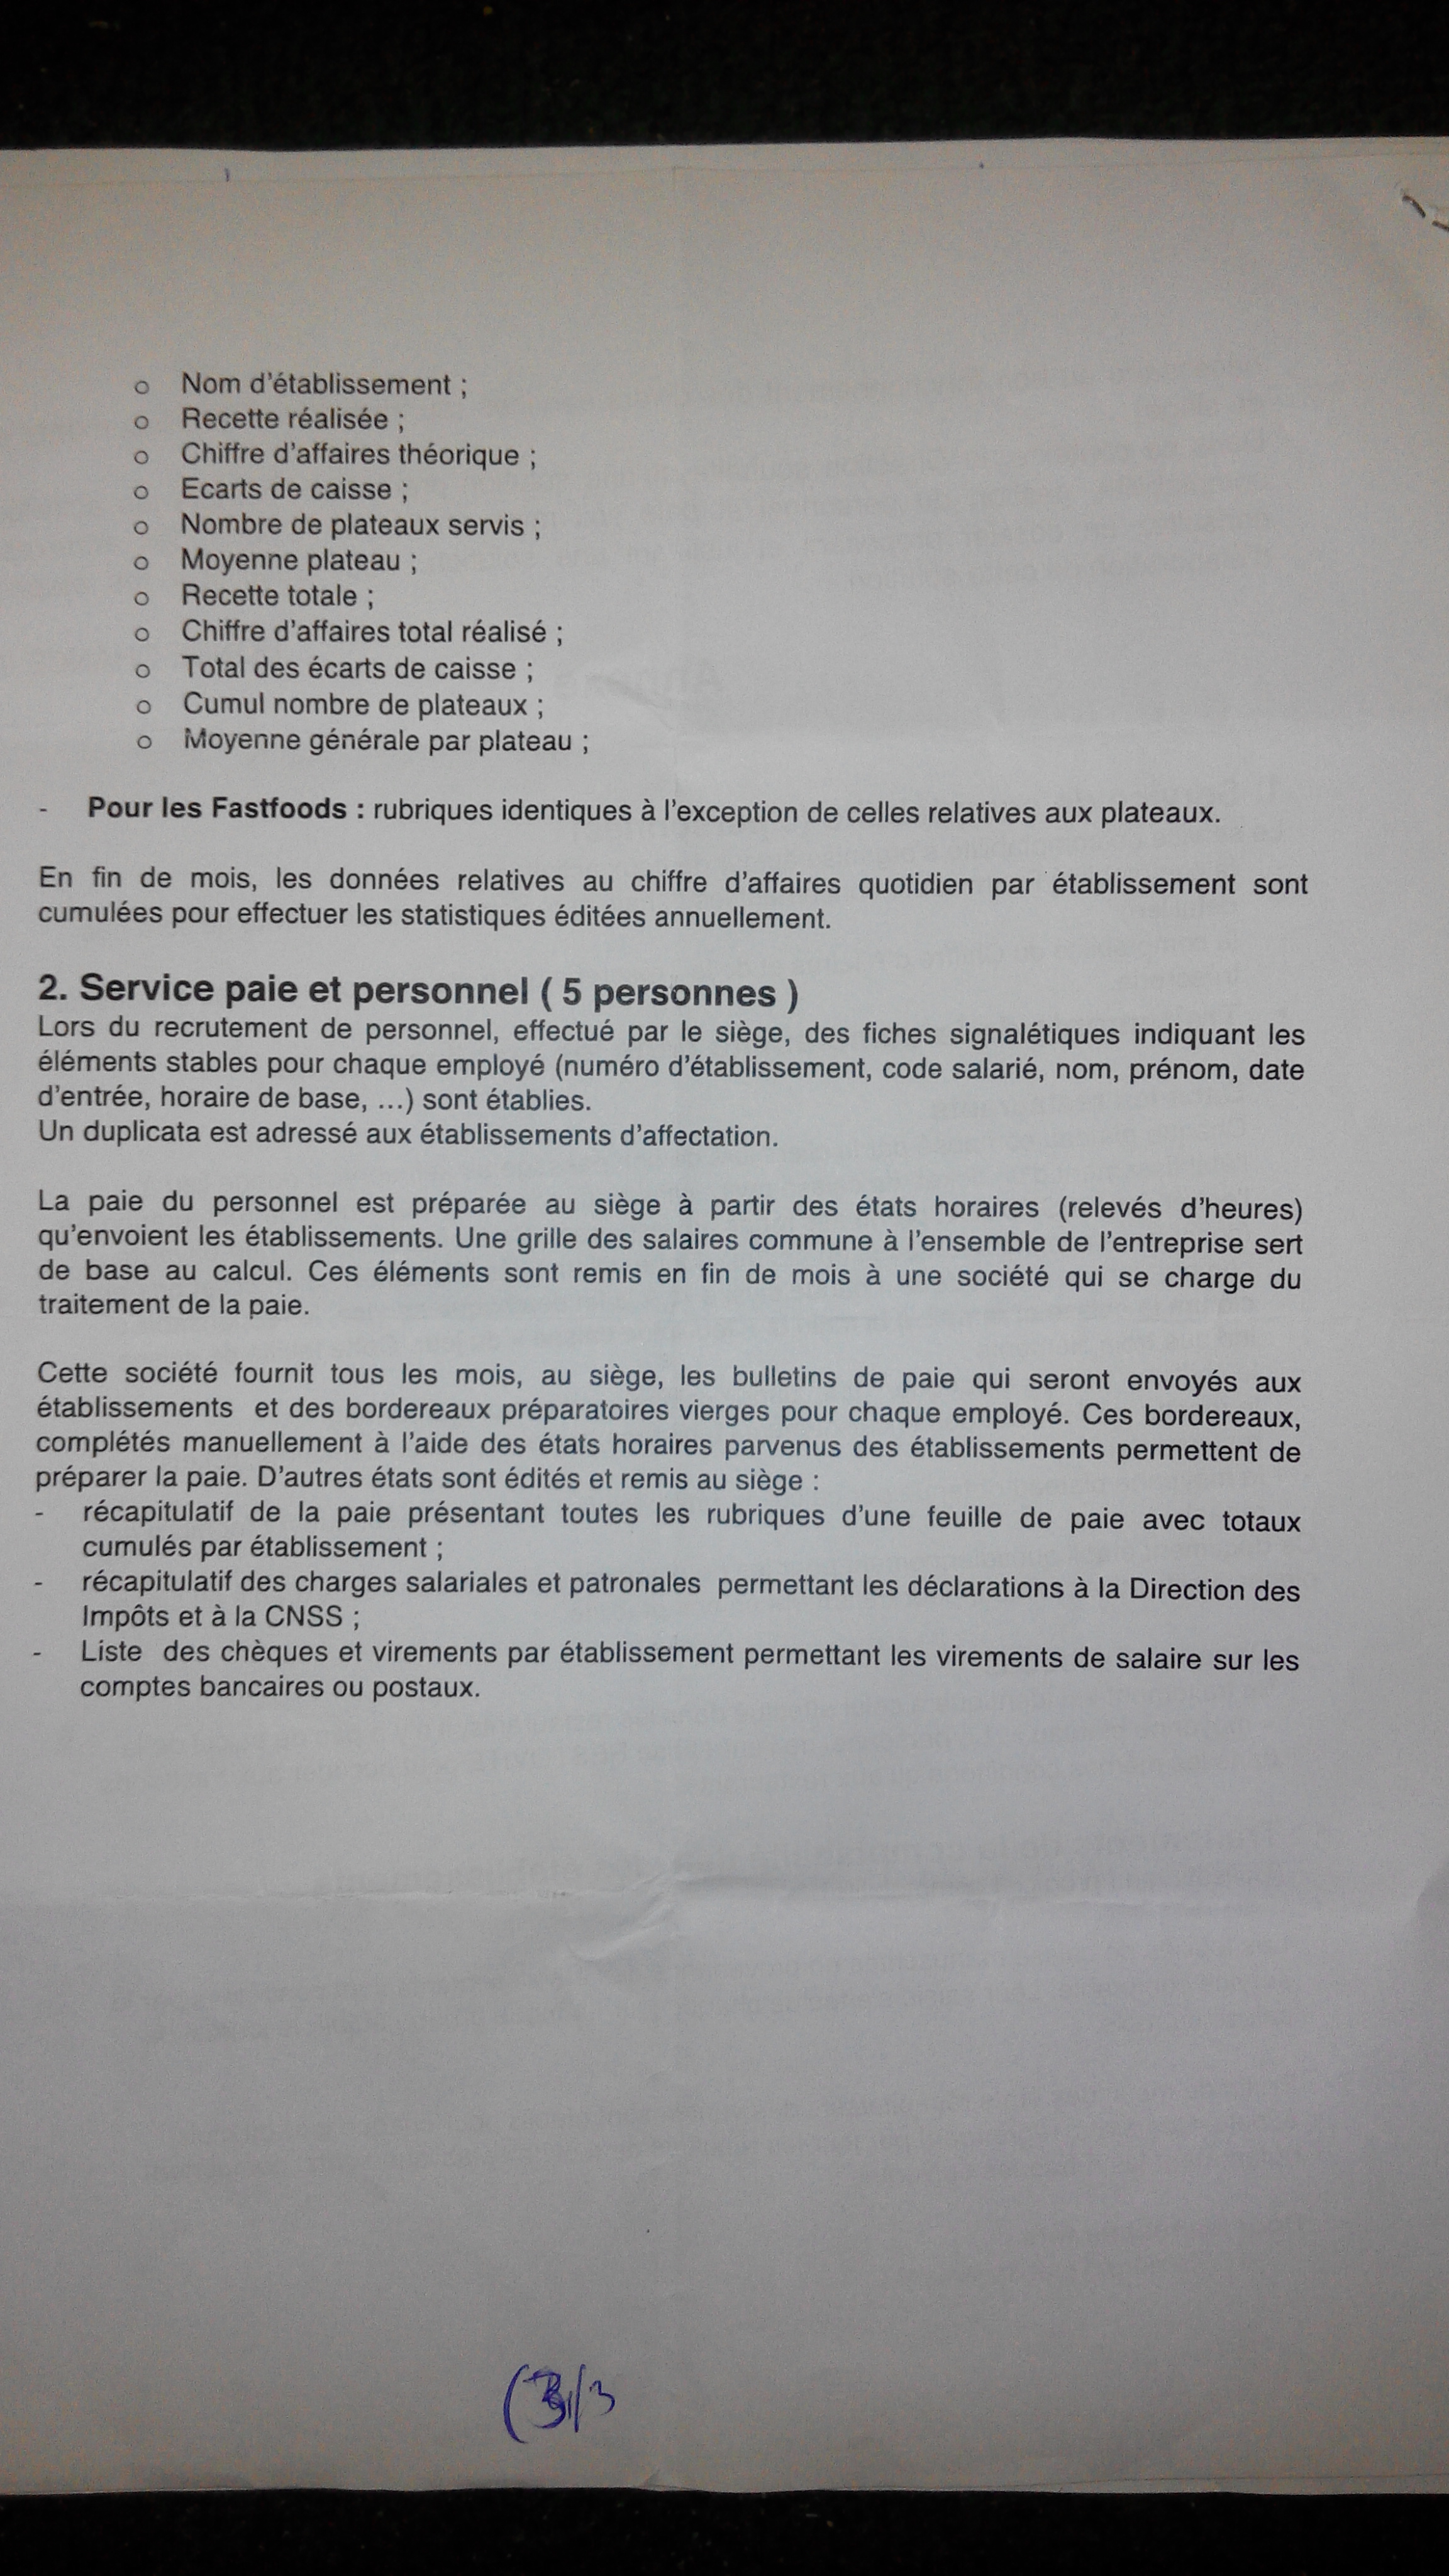 o Nom d'établissement ;
o Recette réalisée ;
o Chiffre d'affaires théorique ;
o Ecarts de caisse ;
o Nombre de plateaux servis ;
o Moyenne plateau ;
o Recette totale ;
o Chiffre d'affaires total réalisé ;
o Total des écarts de caisse ;
o Cumul nombre de plateaux ;
o Moyenne générale par plateau ;
- Pour les Fastfoods : rubriques identiques à l'exception de celles relatives aux plateaux.
En fin de mois, les données relatives au chiffre d'affaires quotidien par établissement sont
cumulées pour effectuer les statistiques éditées annuellement.
2. Service paie et personnel ( 5 personnes )
Lors du recrutement de personnel, effectué par le siège, des fiches signalétiques indiquant les
éléments stables pour chaque employé (numéro d'établissement, code salarié, nom, prénom, date
d'entrée, horaire de base, ...) sont établies.
Un duplicata est adressé aux établissements d'affectation.
La paie du personnel est préparée au siège à partir des états horaires (relevés d'heures)
qu'envoient les établissements. Une grille des salaires commune à l'ensemble de l'entreprise sert
de base au calcul. Ces éléments sont remis en fin de mois à une société qui se charge du
traitement de la paie.
Cette société fournit tous les mois, au siège, les bulletins de paie qui seront envoyés aux
établissements et des bordereaux préparatoires vierges pour chaque employé. Ces bordereaux,
complétés manuellement à l'aide des états horaires parvenus des établissements permettent de
préparer la paie. D'autres états sont édités et remis au siège :
- récapitulatif de la paie présentant toutes les rubriques d'une feuille de paie avec totaux
cumulés par établissement ;
- récapitulatif des charges salariales et patronales permettant les déclarations à la Direction des
Impôts et à la CNSS ;
- Liste des chèques et virements par établissement permettant les virements de salaire sur les
comptes bancaires ou postaux.
(3/3